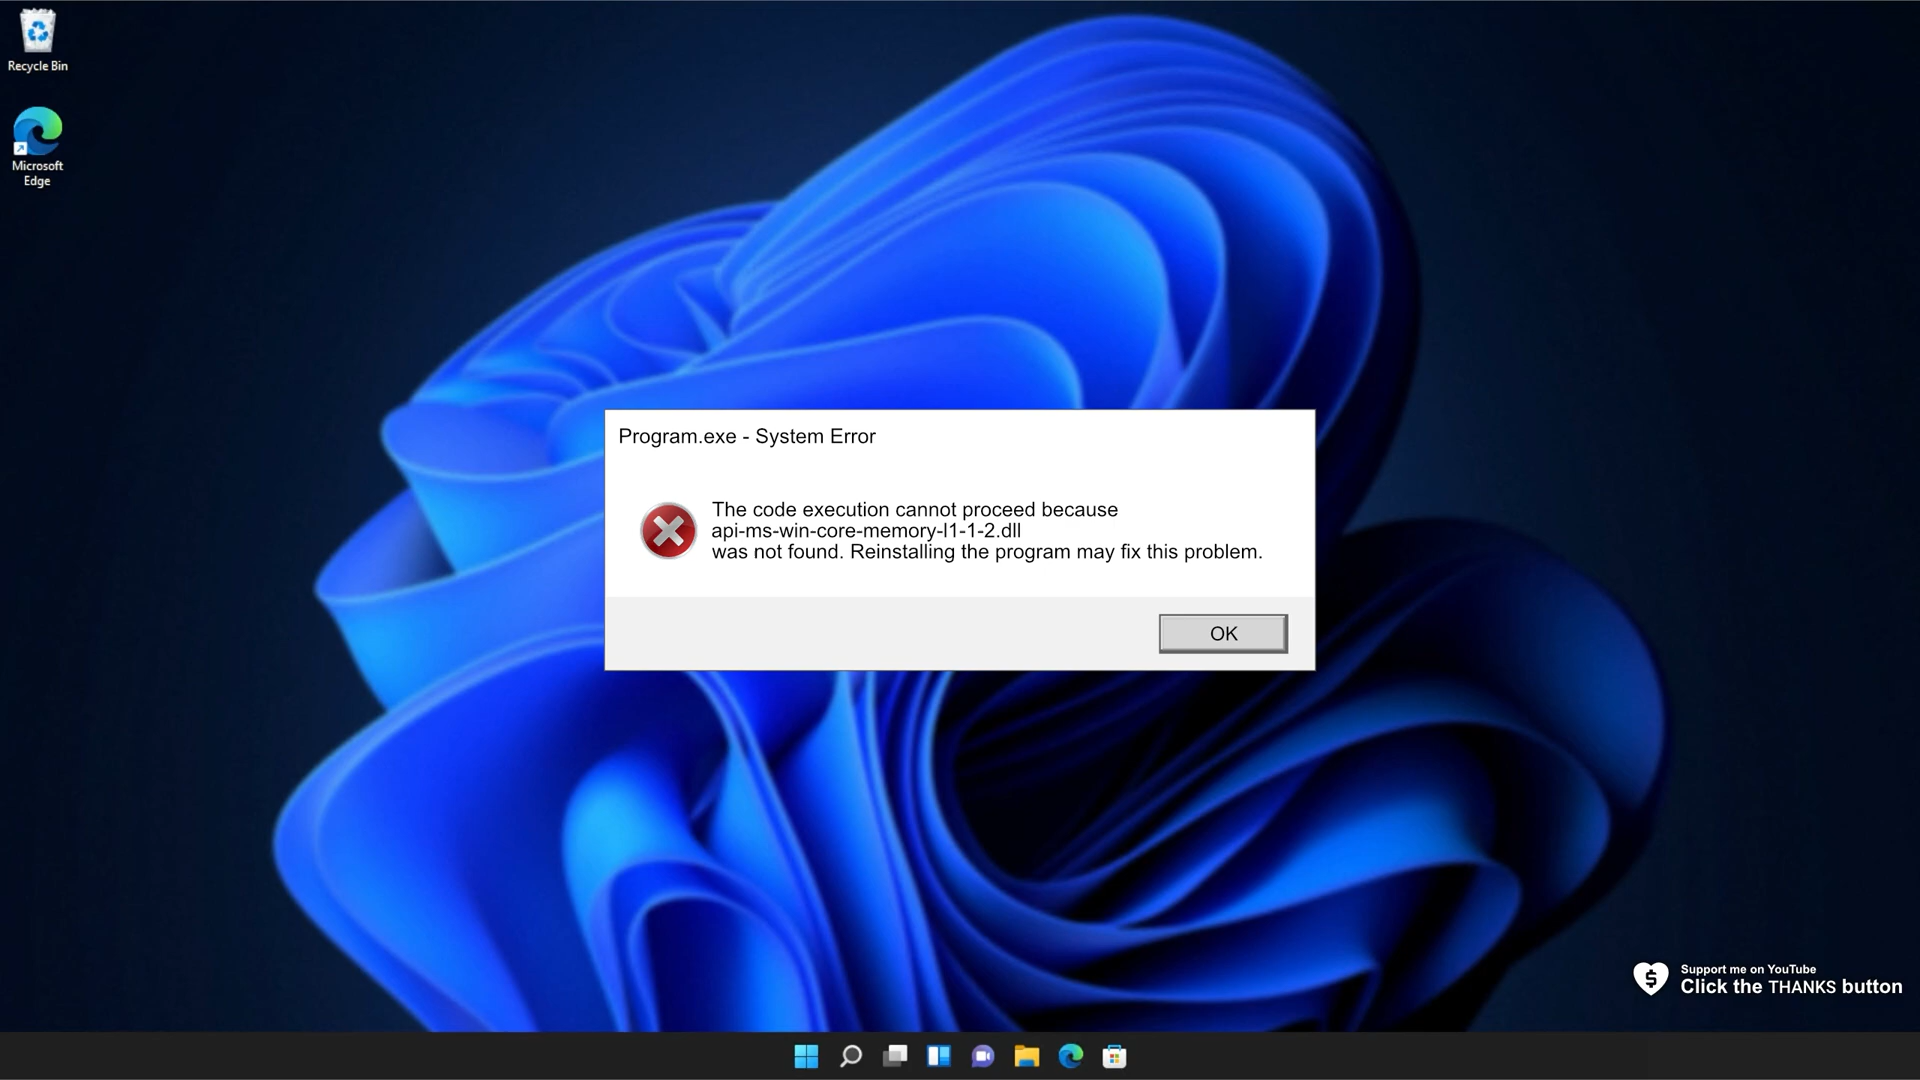 Recycle Bin
Microsoft
Edge
Program.exe - System Error
The code execution cannot proceed because
api-ms-win-core-memory-l1-1-2.dll
was not found. Reinstalling the program may fix this problem.
OK
Support me on YouTube
Click the THANKS button